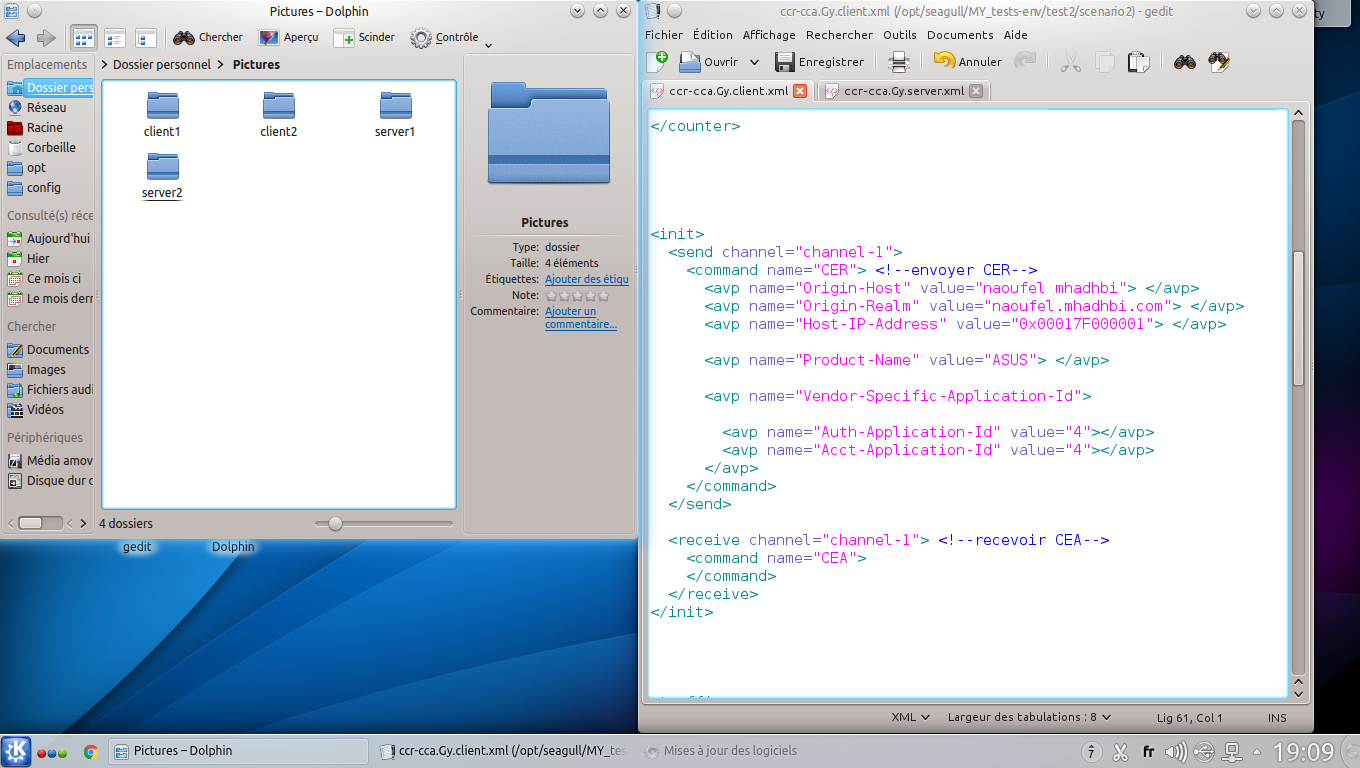 Pictures – Dolphin
Chercher Aperçu Scinder Contrôle
Emplacements
Dossier pers
Réseau
Racine
Corbeille
opt
config
Consulté(s) réce
Aujourd'hui
Hier
Ce mois ci
Le mois derr
Chercher
Documents
Images
Fichiers audi
Vidéos
Périphériques
Média amov
Disque dur c
> Dossier personnel > Pictures
client1 client2 server1
server2
4 dossiers
Pictures
Type: dossier
Taille: 4 éléments
Étiquettes: Ajouter des étiqu
Note:
Commentaire: Ajouter un
commentaire...
gedit Dolphin
ccr-cca.Gy.client.xml (/opt/seagull/MY_tests-env/test2/scenario2) - gedit
Fichier Édition Affichage Rechercher Outils Documents Aide
Ouvrir Enregistrer Annuler
ccr-cca.Gy.client.xml ccr-cca.Gy.server.xml
</counter>
<init>
<send channel="channel-1">
<command name="CER"> <!--envoyer CER-->
<avp name="Origin-Host" value="naoufel mhadhbi"> </avp>
<avp name="Origin-Realm" value="naoufel.mhadhbi.com"> </avp>
<avp name="Host-IP-Address" value="0x00017F000001"> </avp>
<avp name="Product-Name" value="ASUS"> </avp>
<avp name="Vendor-Specific-Application-Id">
<avp name="Auth-Application-Id" value="4"></avp>
<avp name="Acct-Application-Id" value="4"></avp>
</avp>
</command>
</send>
<receive channel="channel-1"> <!--recevoir CEA-->
<command name="CEA">
</command>
</receive>
</init>
XML Largeur des tabulations : 8 Lig 61, Col 1 INS
ty
Pictures – Dolphin
ccr-cca.Gy.client.xml (/opt/seagull/MY_tes
Mises à jour des logiciels
fr
19:09